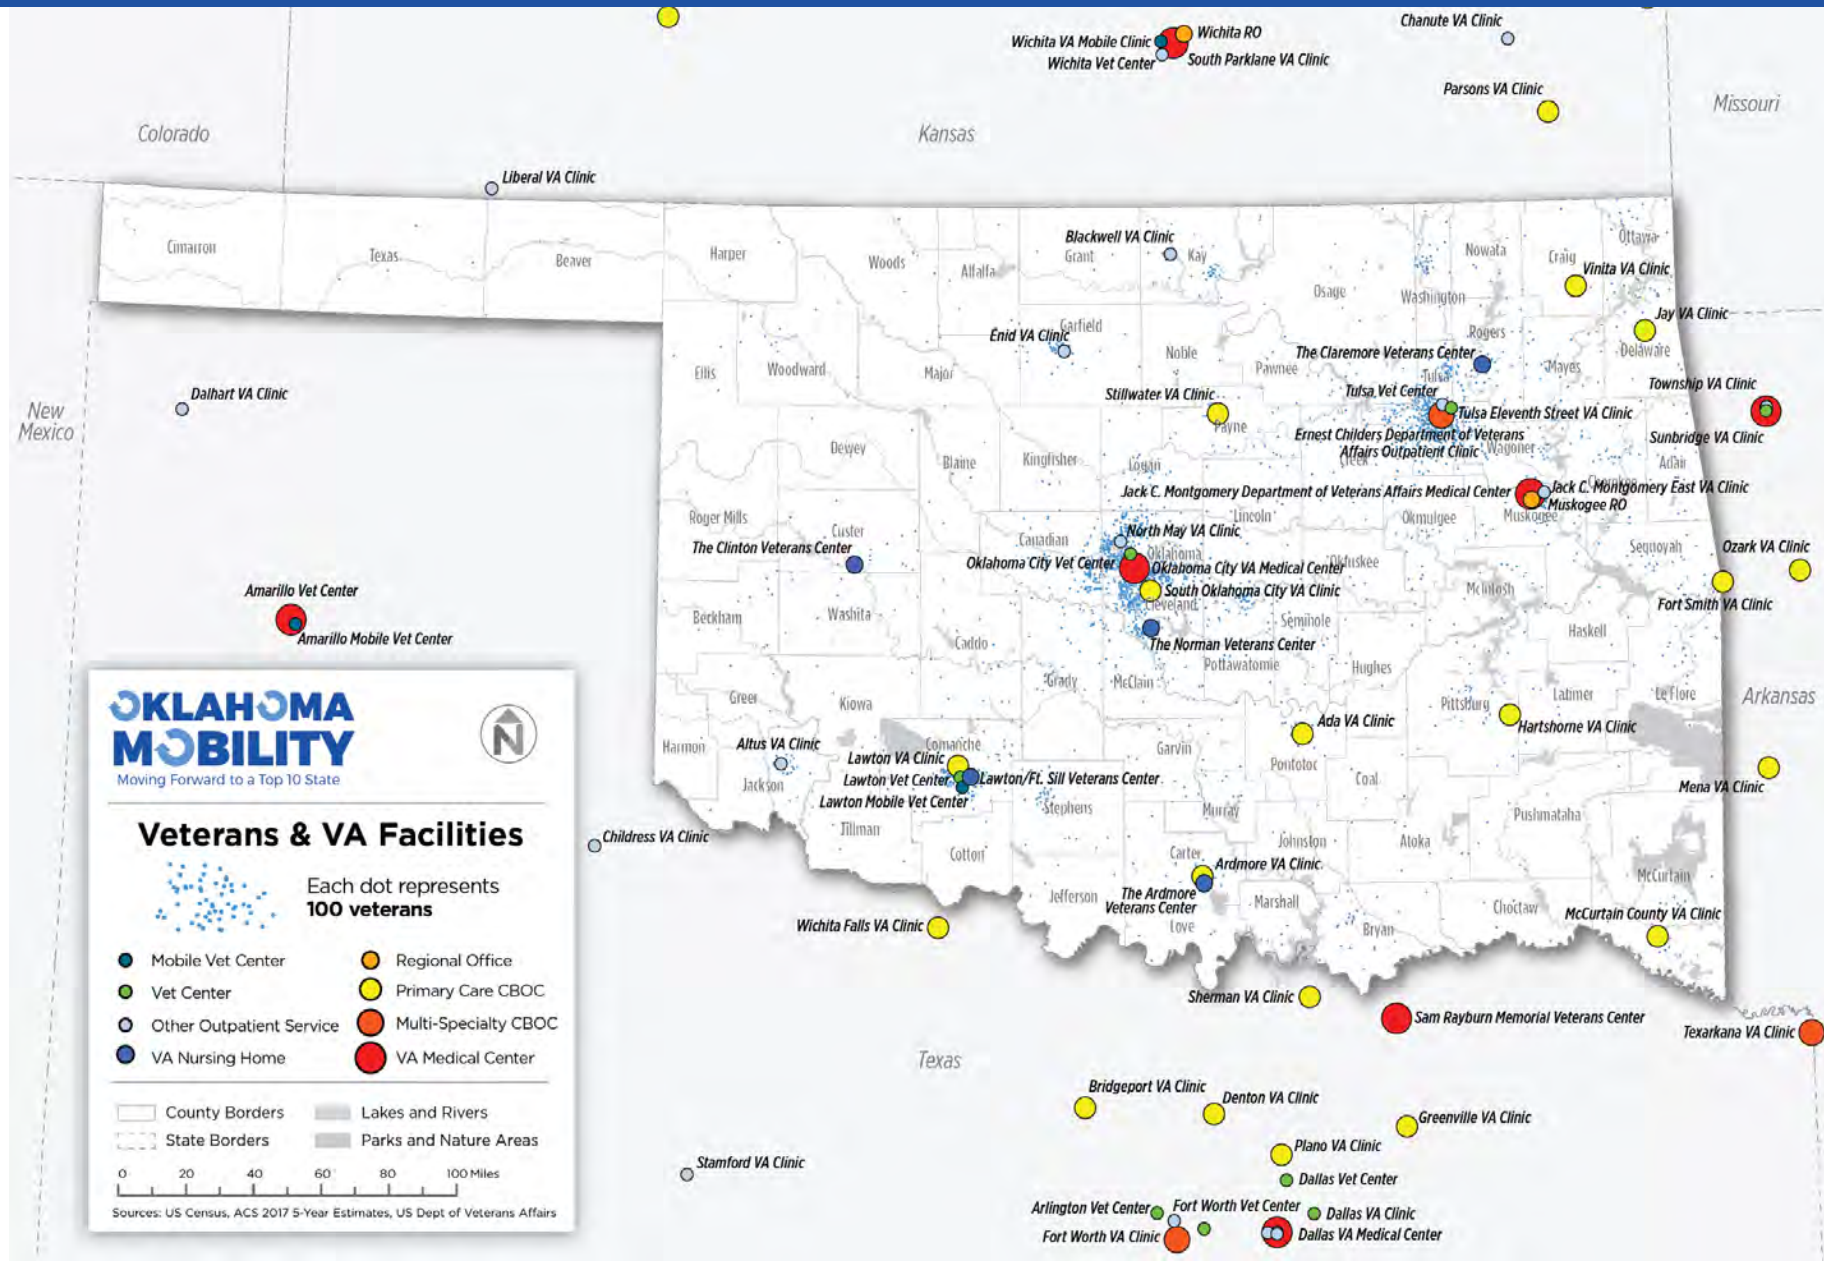 Chanute VA Clinic
Wichita RO
Wichita VA Mobile Clinic
Wichita Vet Center
South Parklane VA Clinic
Parsons VA Clinic
Missouri
Colorado
Kansas
Liberal VA Clinic
Cimarron
Texas
Beaver
Harper
Woods
Alfalfa
Blackwell VA Clinic
Grant
Kay
Osage
Washington
Nowata
Craig
Ottawa
Vinita VA Clinic
Rogers
Jay VA Clinic
Delaware
Enid VA Clinic
Garfield
Noble
Pawnee
The Claremore Veterans Center
Mayes
Ellis
Woodward
Major
Tulsa
Township VA Clinic
Dalhart VA Clinic
New
Mexico
Stillwater VA Clinic
Payne
Tulsa Vet Center
Tulsa Eleventh Street VA Clinic
Ernest Childers Department of Veterans
Affairs Outpatient Clinic
Creek
Wagoner
Sunbridge VA Clinic
Adair
Dewey
Blaine
Kingfisher
Logan
Jack C. Montgomery Department of Veterans Affairs Medical Center
Cherokee
Jack C. Montgomery East VA Clinic
Muskogee RO
Muskogee
Okmulgee
Lincoln
Roger Mills
Custer
The Clinton Veterans Center
Canadian
North May VA Clinic
Oklahoma
Oklahoma City Vet Center
Oklahoma City VA Medical Center
Okfuskee
Sequoyah
Ozark VA Clinic
South Oklahoma City VA Clinic
McIntosh
Fort Smith VA Clinic
Amarillo Vet Center
Amarillo Mobile Vet Center
Beckham
Washita
Caddo
Cleveland
The Norman Veterans Center
Seminole
Haskell
Pottawatomie
Hughes
Grady
McClain
Pittsburg
Latimer
Le Flore
Arkansas
Greer
Kiowa
Harmon
Altus VA Clinic
Jackson
Comanche
Lawton VA Clinic
Lawton Vet Center
Lawton/Ft. Sill Veterans Center
Lawton Mobile Vet Center
Garvin
Ada VA Clinic
Pontotoc
Hartshorne VA Clinic
Coal
Mena VA Clinic
Stephens
Murray
Pushmataha
Tillman
Johnston
Atoka
Childress VA Clinic
Cotton
Carter
Ardmore VA Clinic
McCurtain
The Ardmore
Veterans Center
Jefferson
Marshall
Love
Bryan
Choctaw
McCurtain County VA Clinic
Wichita Falls VA Clinic
Sherman VA Clinic
Sam Rayburn Memorial Veterans Center
Texarkana VA Clinic
Texas
Bridgeport VA Clinic
Denton VA Clinic
Greenville VA Clinic
Plano VA Clinic
Stamford VA Clinic
Dallas Vet Center
Arlington Vet Center
Fort Worth Vet Center
Dallas VA Clinic
Fort Worth VA Clinic
Dallas VA Medical Center
OKLAHOMA
MOBILITY
Moving Forward to a Top 10 State
N
Veterans & VA Facilities
Each dot represents
100 veterans
Mobile Vet Center
Vet Center
Other Outpatient Service
VA Nursing Home
Regional Office
Primary Care CBOC
Multi-Specialty CBOC
VA Medical Center
County Borders
State Borders
Lakes and Rivers
Parks and Nature Areas
0 20 40 60 80 100 Miles
Sources: US Census, ACS 2017 5-Year Estimates, US Dept of Veterans Affairs